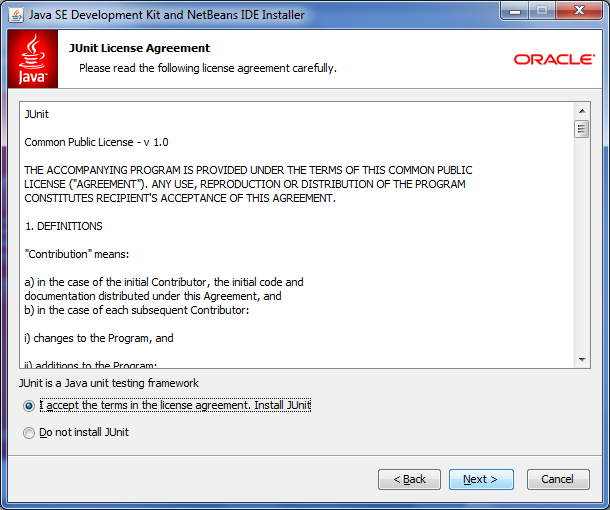 Java SE Development Kit and NetBeans IDE Installer
Java
JUnit License Agreement
Please read the following license agreement carefully.
ORACLE
JUnit
Common Public License - v 1.0
THE ACCOMPANYING PROGRAM IS PROVIDED UNDER THE TERMS OF THIS COMMON PUBLIC
LICENSE ("AGREEMENT"). ANY USE, REPRODUCTION OR DISTRIBUTION OF THE PROGRAM
CONSTITUTES RECIPIENT'S ACCEPTANCE OF THIS AGREEMENT.
1. DEFINITIONS
"Contribution" means:
a) in the case of the initial Contributor, the initial code and
documentation distributed under this Agreement, and
b) in the case of each subsequent Contributor:
i) changes to the Program, and
ii) additions to the Program;
JUnit is a Java unit testing framework
I accept the terms in the license agreement. Install JUnit
Do not install JUnit
< Back
Next >
Cancel